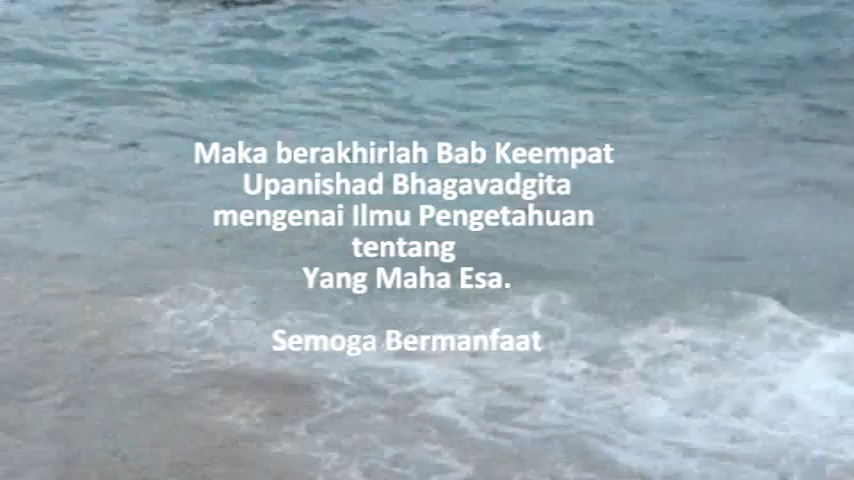 Maka berakhirlah Bab Keempat
Upanishad Bhagavadgita
mengenai Ilmu Pengetahuan
tentang
Yang Maha Esa.
Semoga Bermanfaat